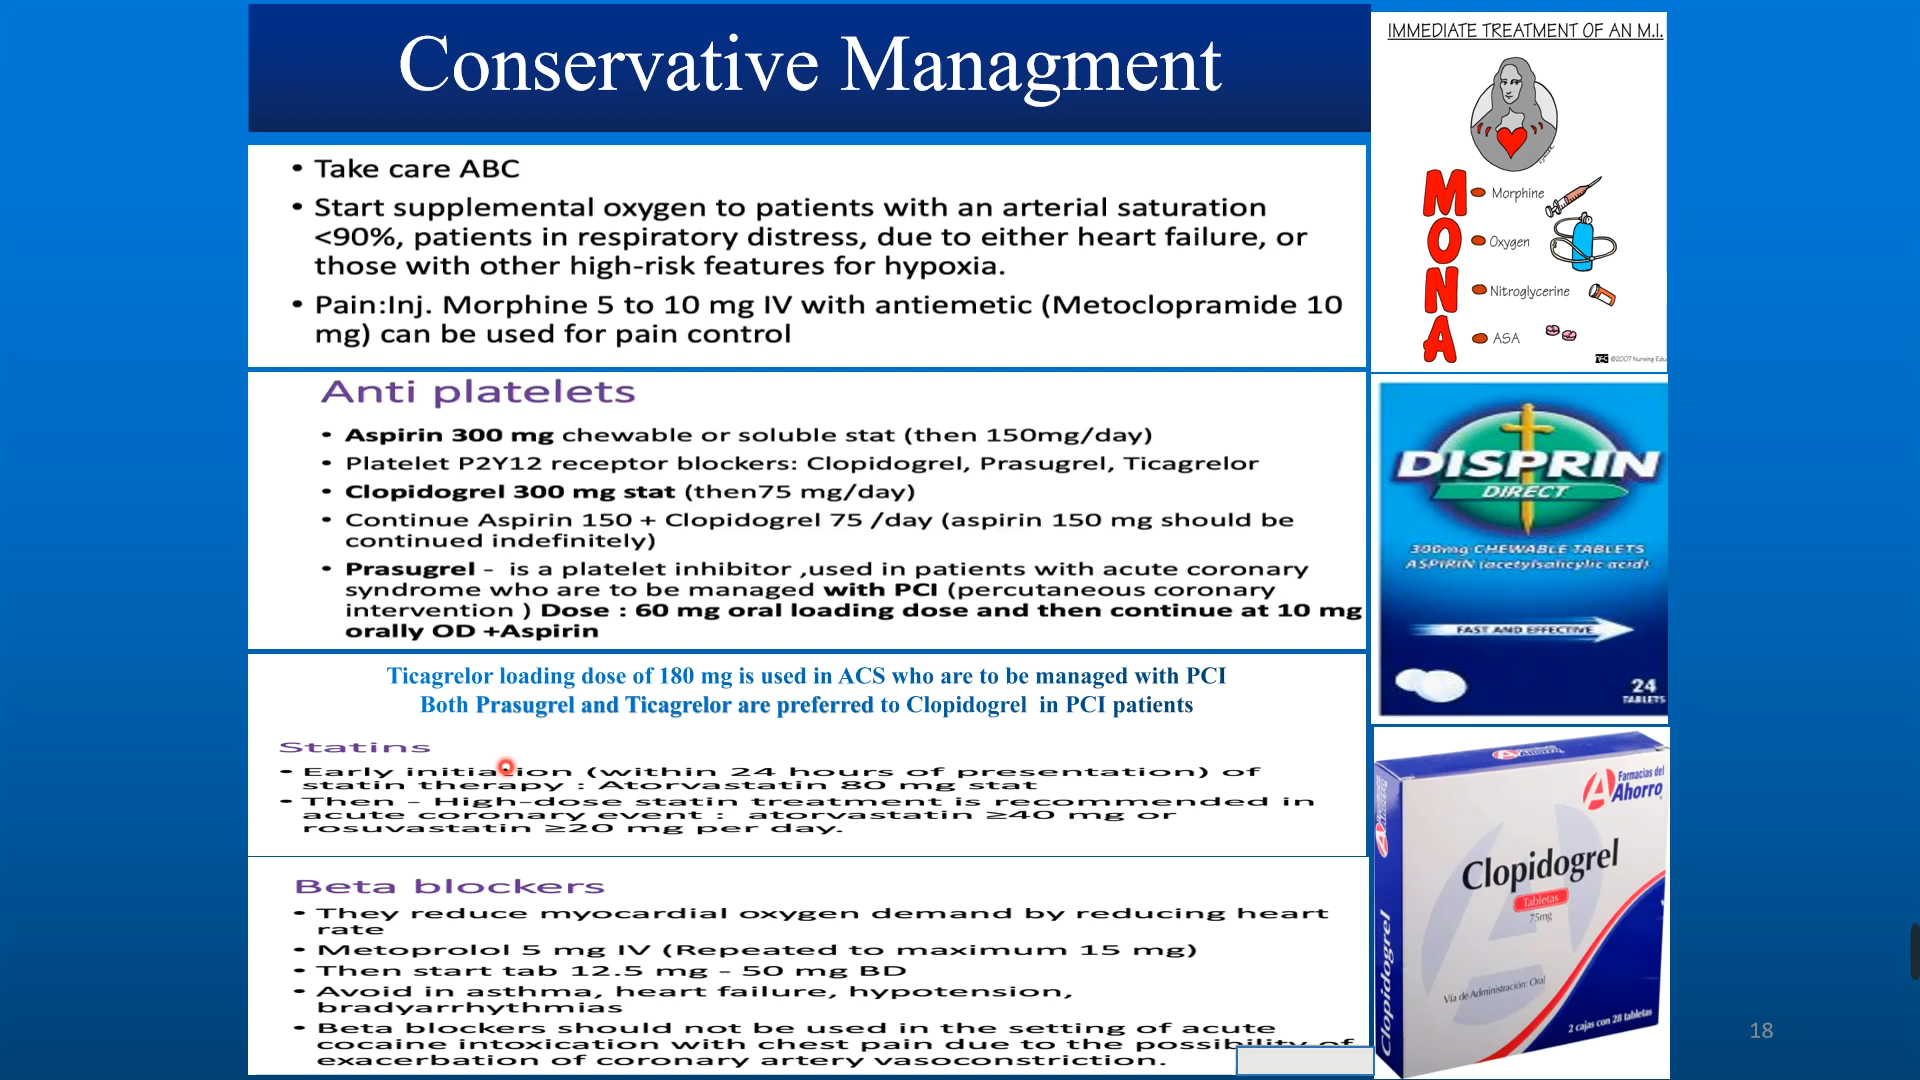 Conservative Managment
• Take care ABC
• Start supplemental oxygen to patients with an arterial saturation
<90%, patients in respiratory distress, due to either heart failure, or
those with other high-risk features for hypoxia.
• Pain:Inj. Morphine 5 to 10 mg IV with antiemetic (Metoclopramide 10
mg) can be used for pain control
Anti platelets
• Aspirin 300 mg chewable or soluble stat (then 150mg/day)
• Platelet P2Y12 receptor blockers: Clopidogrel, Prasugrel, Ticagrelor
• Clopidogrel 300 mg stat (then75 mg/day)
• Continue Aspirin 150 + Clopidogrel 75 /day (aspirin 150 mg should be
continued indefinitely)
• Prasugrel - is a platelet inhibitor ,used in patients with acute coronary
syndrome who are to be managed with PCI (percutaneous coronary
intervention ) Dose : 60 mg oral loading dose and then continue at 10 mg
orally OD +Aspirin
Ticagrelor loading dose of 180 mg is used in ACS who are to be managed with PCI
Both Prasugrel and Ticagrelor are preferred to Clopidogrel in PCI patients
Statins
• Early initiation (within 24 hours of presentation) of
statin therapy : Atorvastatin 80 mg stat
• Then - High-dose statin treatment is recommended in
acute coronary event : atorvastatin ≥40 mg or
rosuvastatin ≥20 mg per day.
Beta blockers
• They reduce myocardial oxygen demand by reducing heart
rate
• Metoprolol 5 mg IV (Repeated to maximum 15 mg)
• Then start tab 12.5 mg - 50 mg BD
• Avoid in asthma, heart failure, hypotension,
bradyarrhythmias
• Beta blockers should not be used in the setting of acute
cocaine intoxication with chest pain due to the possibility of
exacerbation of coronary artery vasoconstriction.
IMMEDIATE TREATMENT OF AN M.I.
M Morphine
O Oxygen
N Nitroglycerine
A ASA
©2007 Nursing Edu
DISPRIN
DIRECT
300mg CHEWABLE TABLETS
ASPIRIN (acetylsalicylic acid)
FAST AND EFFECTIVE
24
TABLETS
Farmacias del
Ahorro
Clopidogrel
Tabletas
75mg
Vía de Administración: Oral
2 cajas con 28 tabletas
Clopidogrel
18